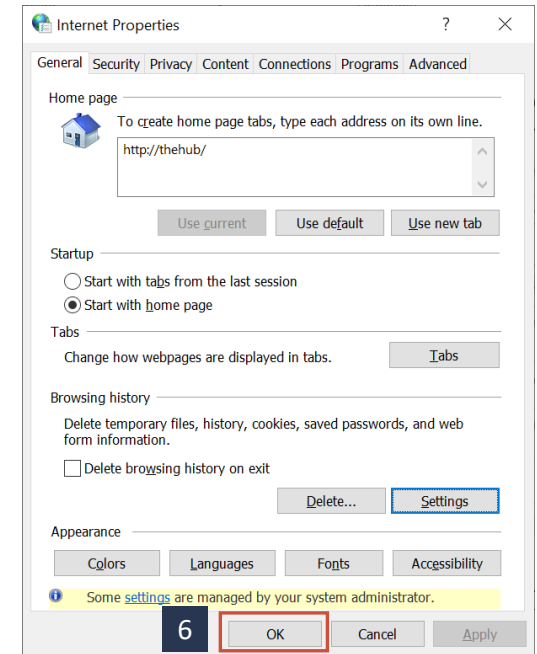 Internet Properties ? ×
General Security Privacy Content Connections Programs Advanced
Home page
To create home page tabs, type each address on its own line.
http://thehub/
Use current Use default Use new tab
Startup
Start with tabs from the last session
Start with home page
Tabs
Change how webpages are displayed in tabs. Tabs
Browsing history
Delete temporary files, history, cookies, saved passwords, and web
form information.
Delete browsing history on exit
Delete... Settings
Appearance
Colors Languages Fonts Accessibility
Some settings are managed by your system administrator.
6 OK Cancel Apply